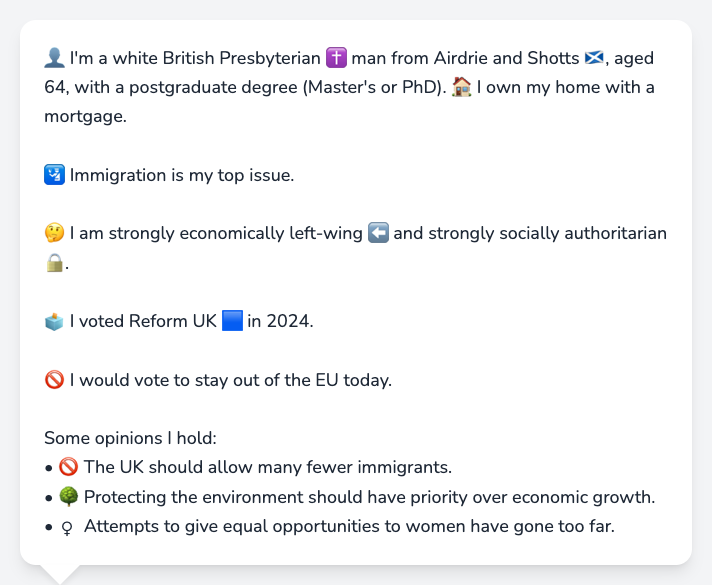 👤 I'm a white British Presbyterian ✝️ man from Airdrie and Shotts 🏴󠁧󠁢󠁳󠁣󠁴󠁿, aged
64, with a postgraduate degree (Master's or PhD). 🏠 I own my home with a
mortgage.
🛂 Immigration is my top issue.
🤔 I am strongly economically left-wing ⬅️ and strongly socially authoritarian
🔒.
🗳️ I voted Reform UK 🟦 in 2024.
🚫 I would vote to stay out of the EU today.
Some opinions I hold:
• 🚫 The UK should allow many fewer immigrants.
• 🌳 Protecting the environment should have priority over economic growth.
• ♀ Attempts to give equal opportunities to women have gone too far.